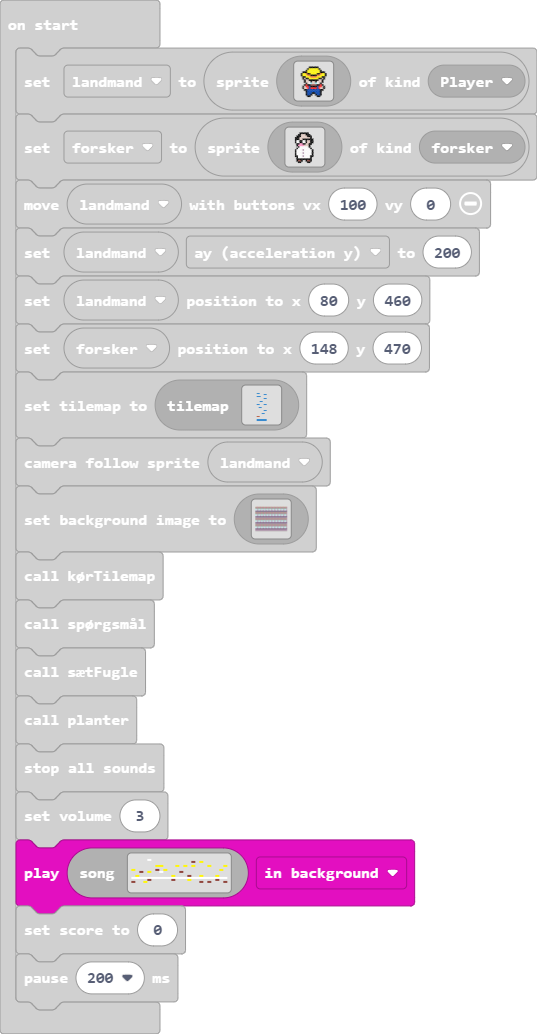 on start
set landmand to sprite of kind Player
set forsker to sprite of kind forsker
move landmand with buttons vx 100 vy 0
set landmand ay (acceleration y) to 200
set landmand position to x 80 y 460
set forsker position to x 148 y 470
set tilemap to tilemap
camera follow sprite landmand
set background image to
call kørTilemap
call spørgsmål
call sætFugle
call planter
stop all sounds
set volume 3
play song in background
set score to 0
pause 200 ms